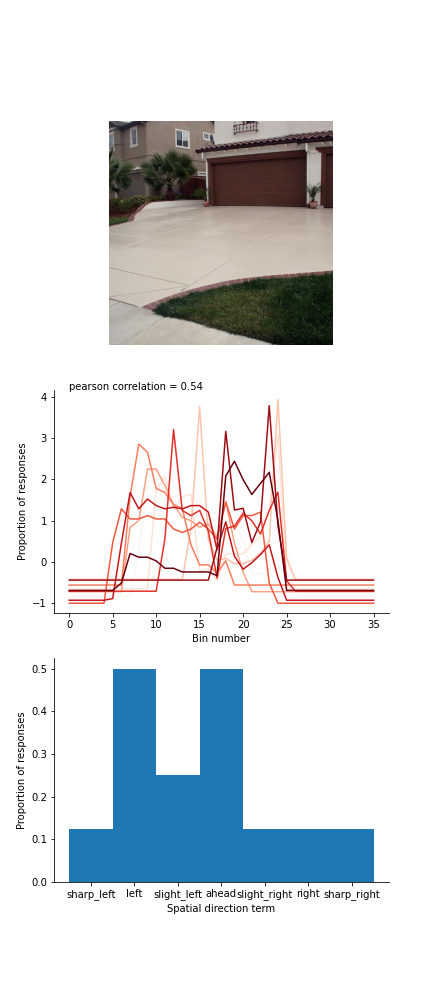 pearson correlation = 0.54
4
3
2
1
0
−1
Proportion of responses
0 5 10 15 20 25 30 35
Bin number
0.5
0.4
0.3
0.2
0.1
0.0
Proportion of responses
sharp_left left slight_left ahead slight_right right sharp_right
Spatial direction term